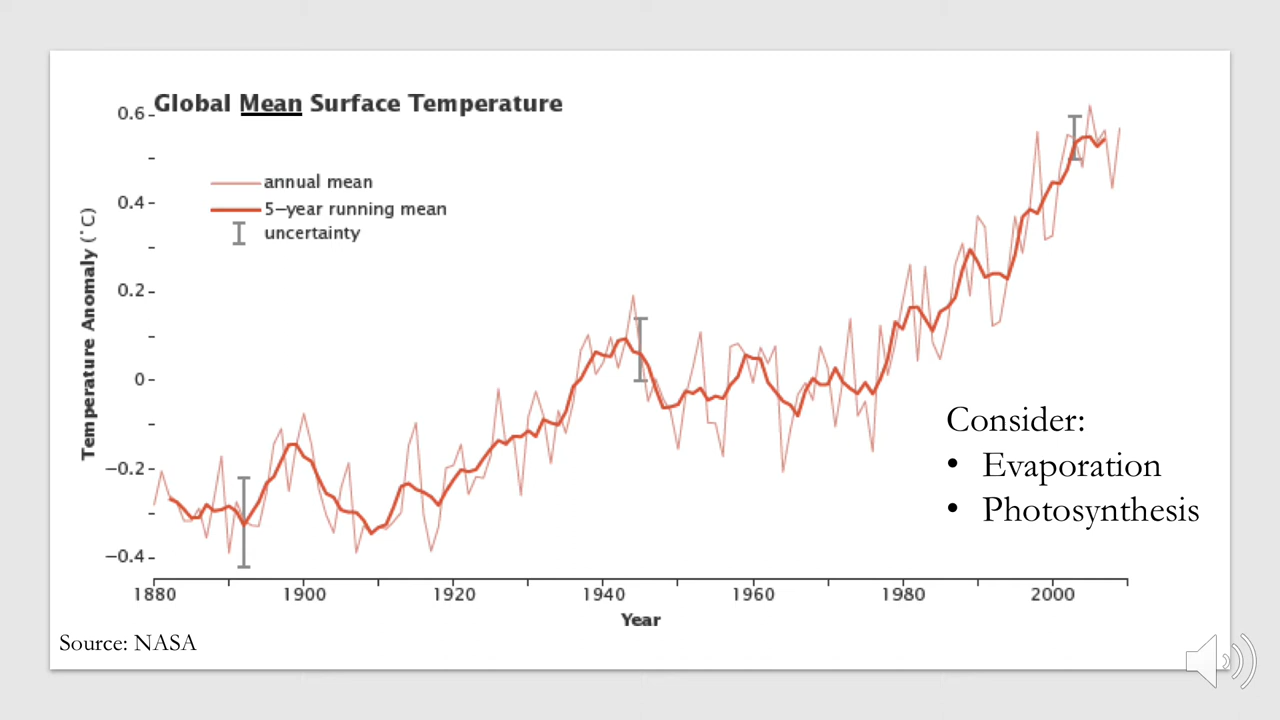 Global Mean Surface Temperature
0.6
0.4
0.2
0
−0.2
−0.4
Temperature Anomaly (˚C)
annual mean
5−year running mean
uncertainty
Consider:
• Evaporation
• Photosynthesis
1880 1900 1920 1940 1960 1980 2000
Year
Source: NASA